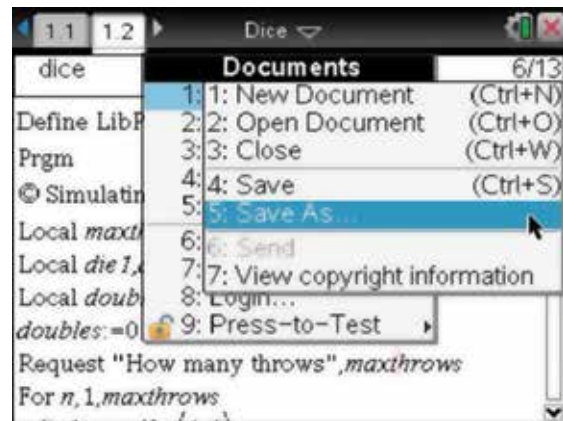 1.1 1.2 Dice
dice Documents 6/13
1: 1: New Document (Ctrl+N)
Define LibP 2: 2: Open Document (Ctrl+O)
Prgm 3: 3: Close (Ctrl+W)
© Simulatin 4: 4: Save (Ctrl+S)
5: 5: Save As...
Local maxt 6: 6: Send
Local die1, 7: 7: View copyright information
Local doub 8: Login...
doubles:=0 9: Press-to-Test
Request "How many throws",maxthrows
For n,1,maxthrows